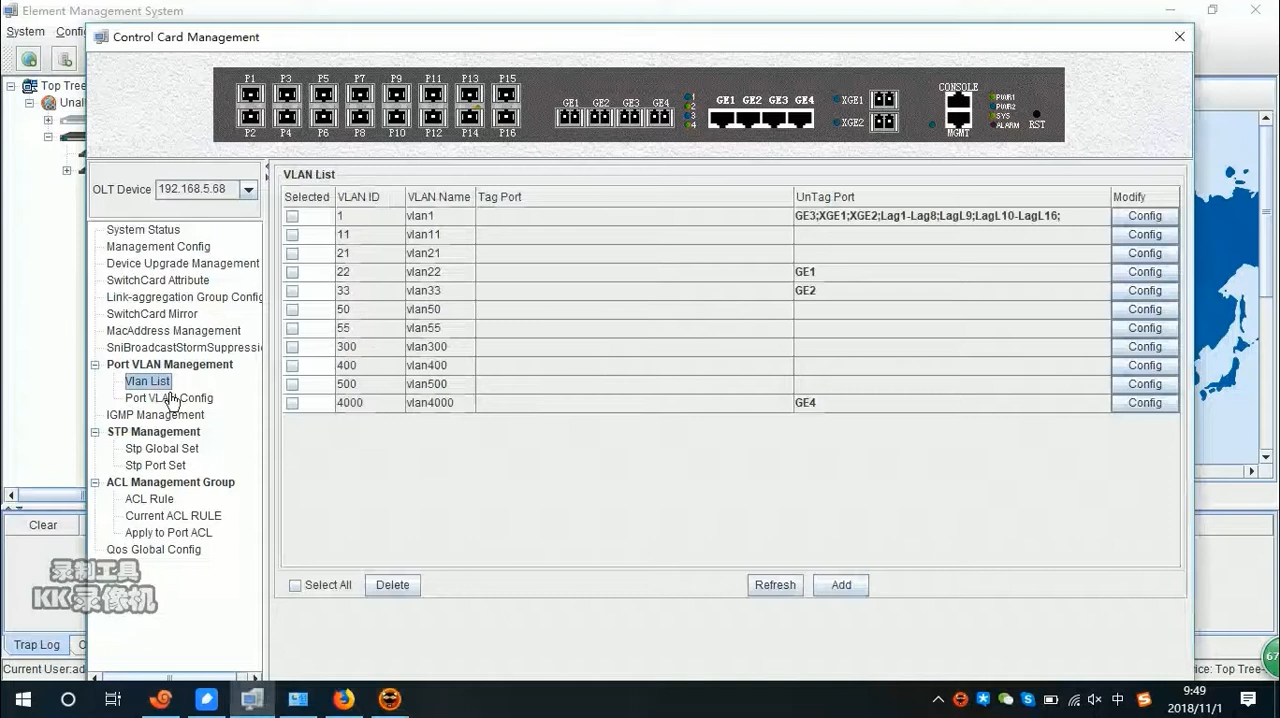 Element Management System
System Confi
Control Card Management
P1 P3 P5 P7 P9 P11 P13 P15
P2 P4 P6 P8 P10 P12 P14 P16
GE1 GE2 GE3 GE4
1
2
3
4
GE1 GE2 GE3 GE4
XGE1
XGE2
CONSOLE
MGMT
PWR1
PWR2
SYS
ALARM
RST
Top Tree
Unal
OLT Device 192.168.5.68
System Status
Management Config
Device Upgrade Management
SwitchCard Attribute
Link-aggregation Group Config
SwitchCard Mirror
MacAddress Management
SniBroadcastStormSuppressi
Port VLAN Management
Vlan List
Port VLAN Config
IGMP Management
STP Management
Stp Global Set
Stp Port Set
ACL Management Group
ACL Rule
Current ACL RULE
Apply to Port ACL
Qos Global Config
VLAN List
Selected VLAN ID VLAN Name Tag Port UnTag Port Modify
1 vlan1 GE3;XGE1;XGE2;Lag1-Lag8;LagL9;LagL10-LagL16; Config
11 vlan11 Config
21 vlan21 Config
22 vlan22 GE1 Config
33 vlan33 GE2 Config
50 vlan50 Config
55 vlan55 Config
300 vlan300 Config
400 vlan400 Config
500 vlan500 Config
4000 vlan4000 GE4 Config
Select All Delete Refresh Add
Clear
录制工具
KK录像机
Trap Log
Current User:ad
ice: Top Tree-
67
中
9:49
2018/11/1